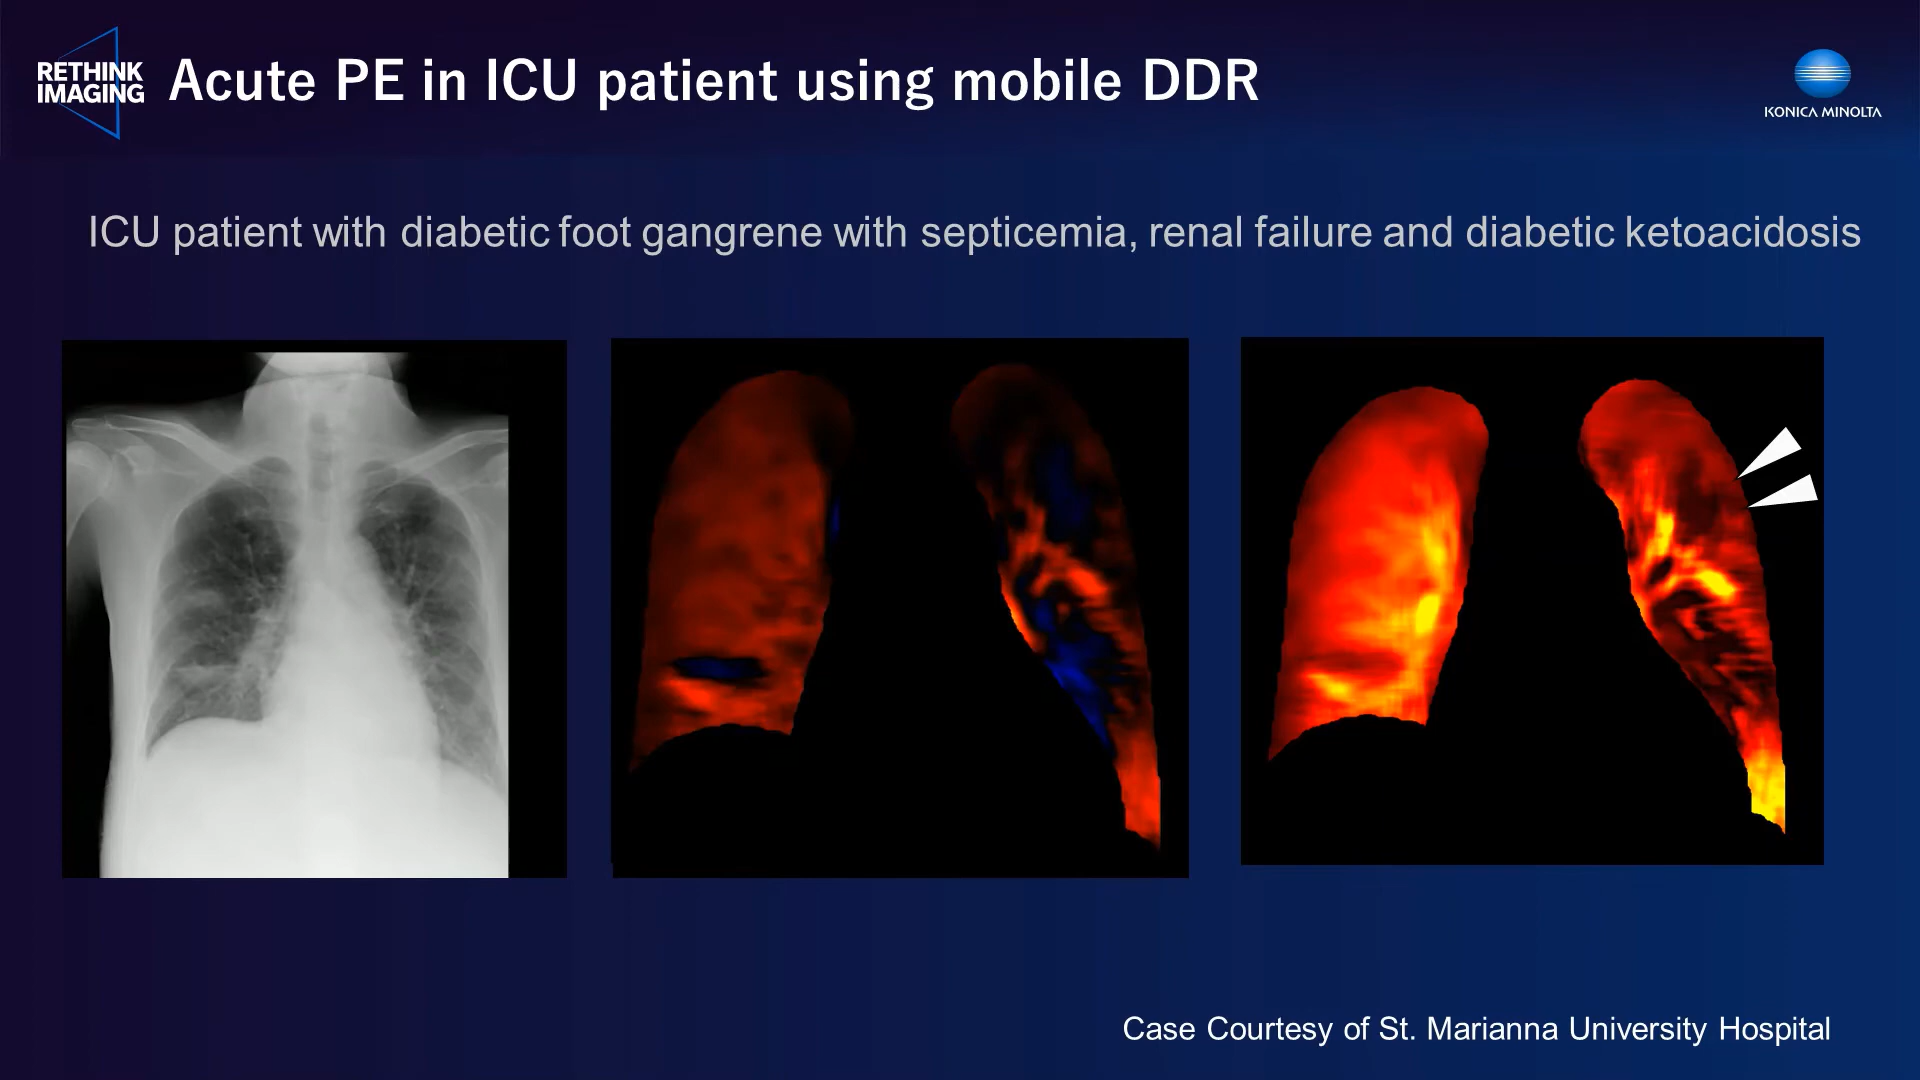 RETHINK
IMAGING
Acute PE in ICU patient using mobile DDR
KONICA MINOLTA
ICU patient with diabetic foot gangrene with septicemia, renal failure and diabetic ketoacidosis
Case Courtesy of St. Marianna University Hospital